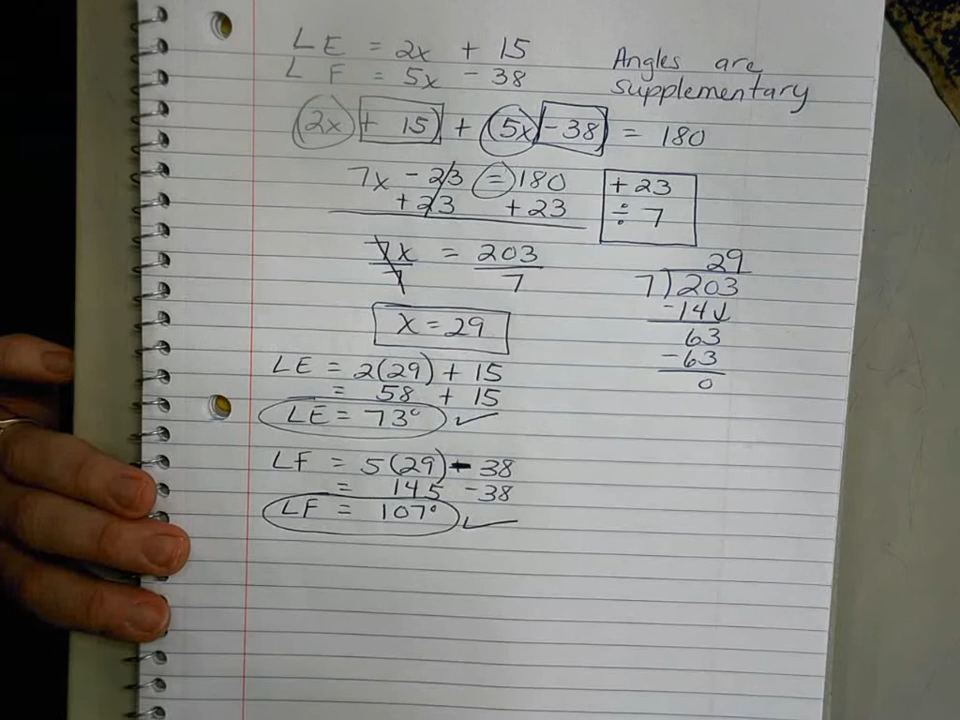 ∠E = 2x + 15
∠F = 5x - 38
Angles are
supplementary
(2x + 15) + (5x - 38) = 180
7x - 23 = 180
+ 23 + 23
+ 23
÷ 7
7x = 203
7 7
x = 29
29
7)203
-14↓
63
-63
0
∠E = 2(29) + 15
= 58 + 15
∠E = 73° ✓
∠F = 5(29) - 38
= 145 - 38
∠F = 107° ✓